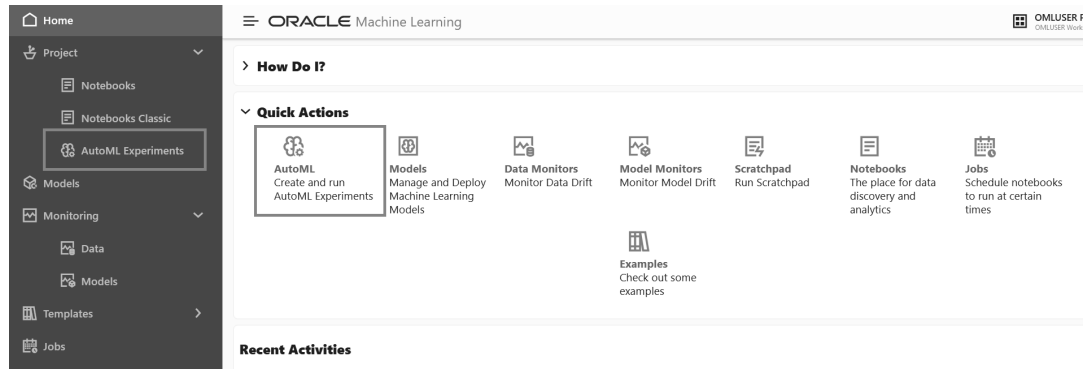 Home
Project
Notebooks
Notebooks Classic
AutoML Experiments
Models
Monitoring
Data
Models
Templates
Jobs
ORACLE Machine Learning
OMLUSER
How Do I?
Quick Actions
AutoML
Create and run
AutoML Experiments
Models
Manage and Deploy
Machine Learning
Models
Data Monitors
Monitor Data Drift
Model Monitors
Monitor Model Drift
Scratchpad
Run Scratchpad
Notebooks
The place for data
discovery and
analytics
Jobs
Schedule notebooks
to run at certain
times
Examples
Check out some
examples
Recent Activities